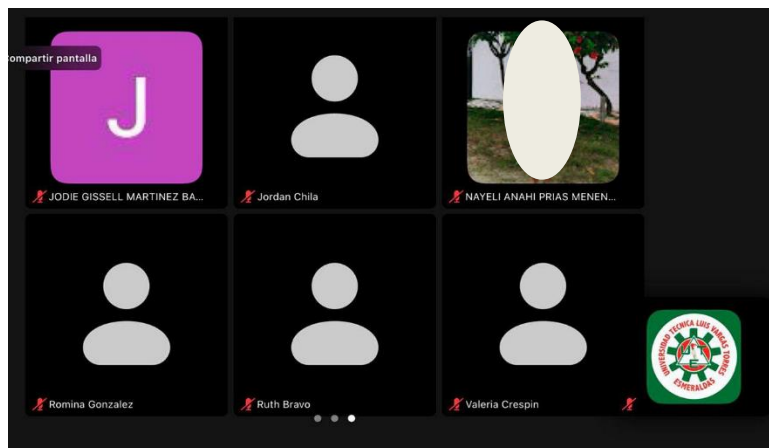 Compartir pantalla
J
JODIE GISSELL MARTINEZ BA...
Jordan Chila
NAYELI ANAHI PRIAS MENEN...
Romina Gonzalez
Ruth Bravo
Valeria Crespin
UNIVERSIDAD TECNICA LUIS VARGAS TORRES
ESMERALDAS